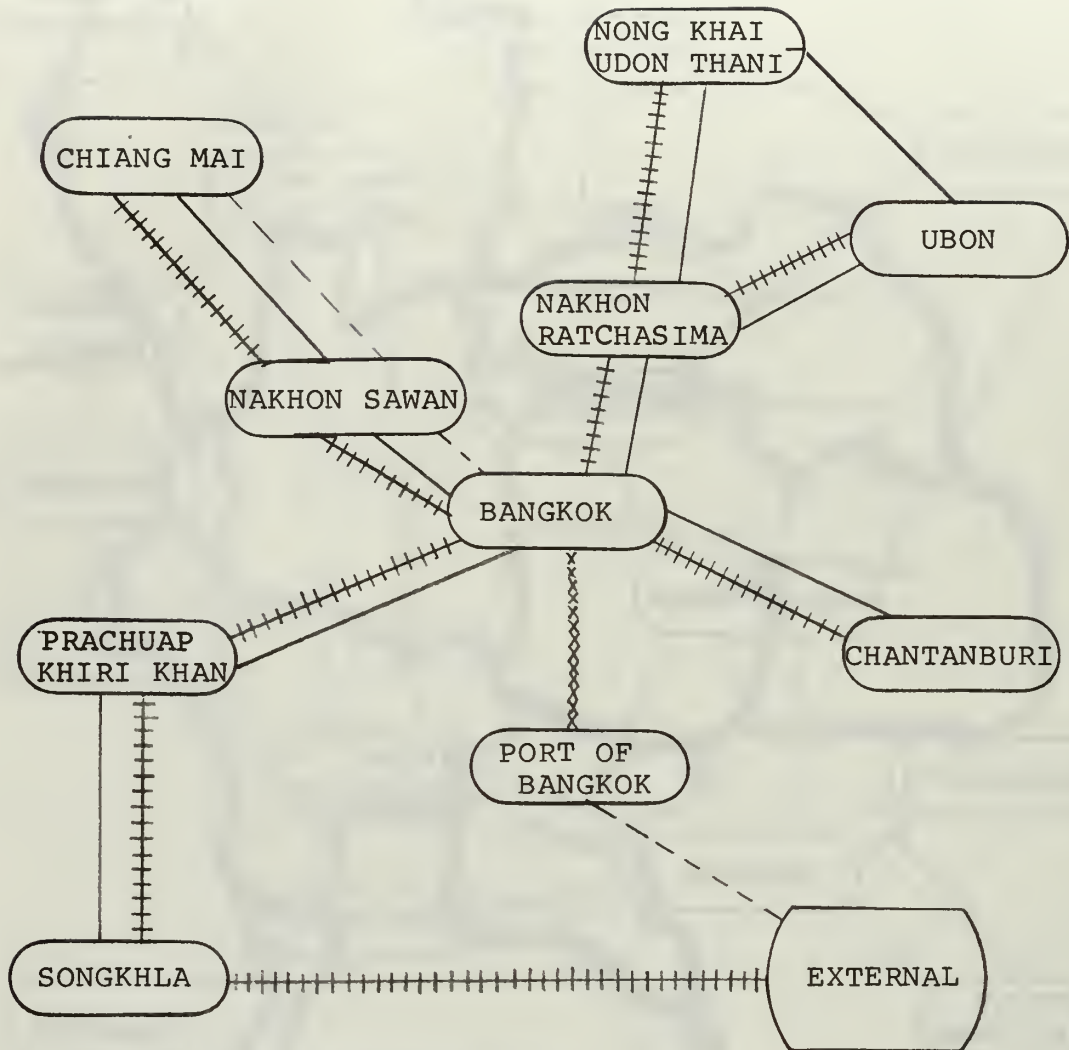 NONG KHAI
UDON THANI
CHIANG MAI
UBON
NAKHON
RATCHASIMA
NAKHON SAWAN
BANGKOK
PRACHUAP
KHIRI KHAN
CHANTANBURI
PORT OF
BANGKOK
SONGKHLA
EXTERNAL